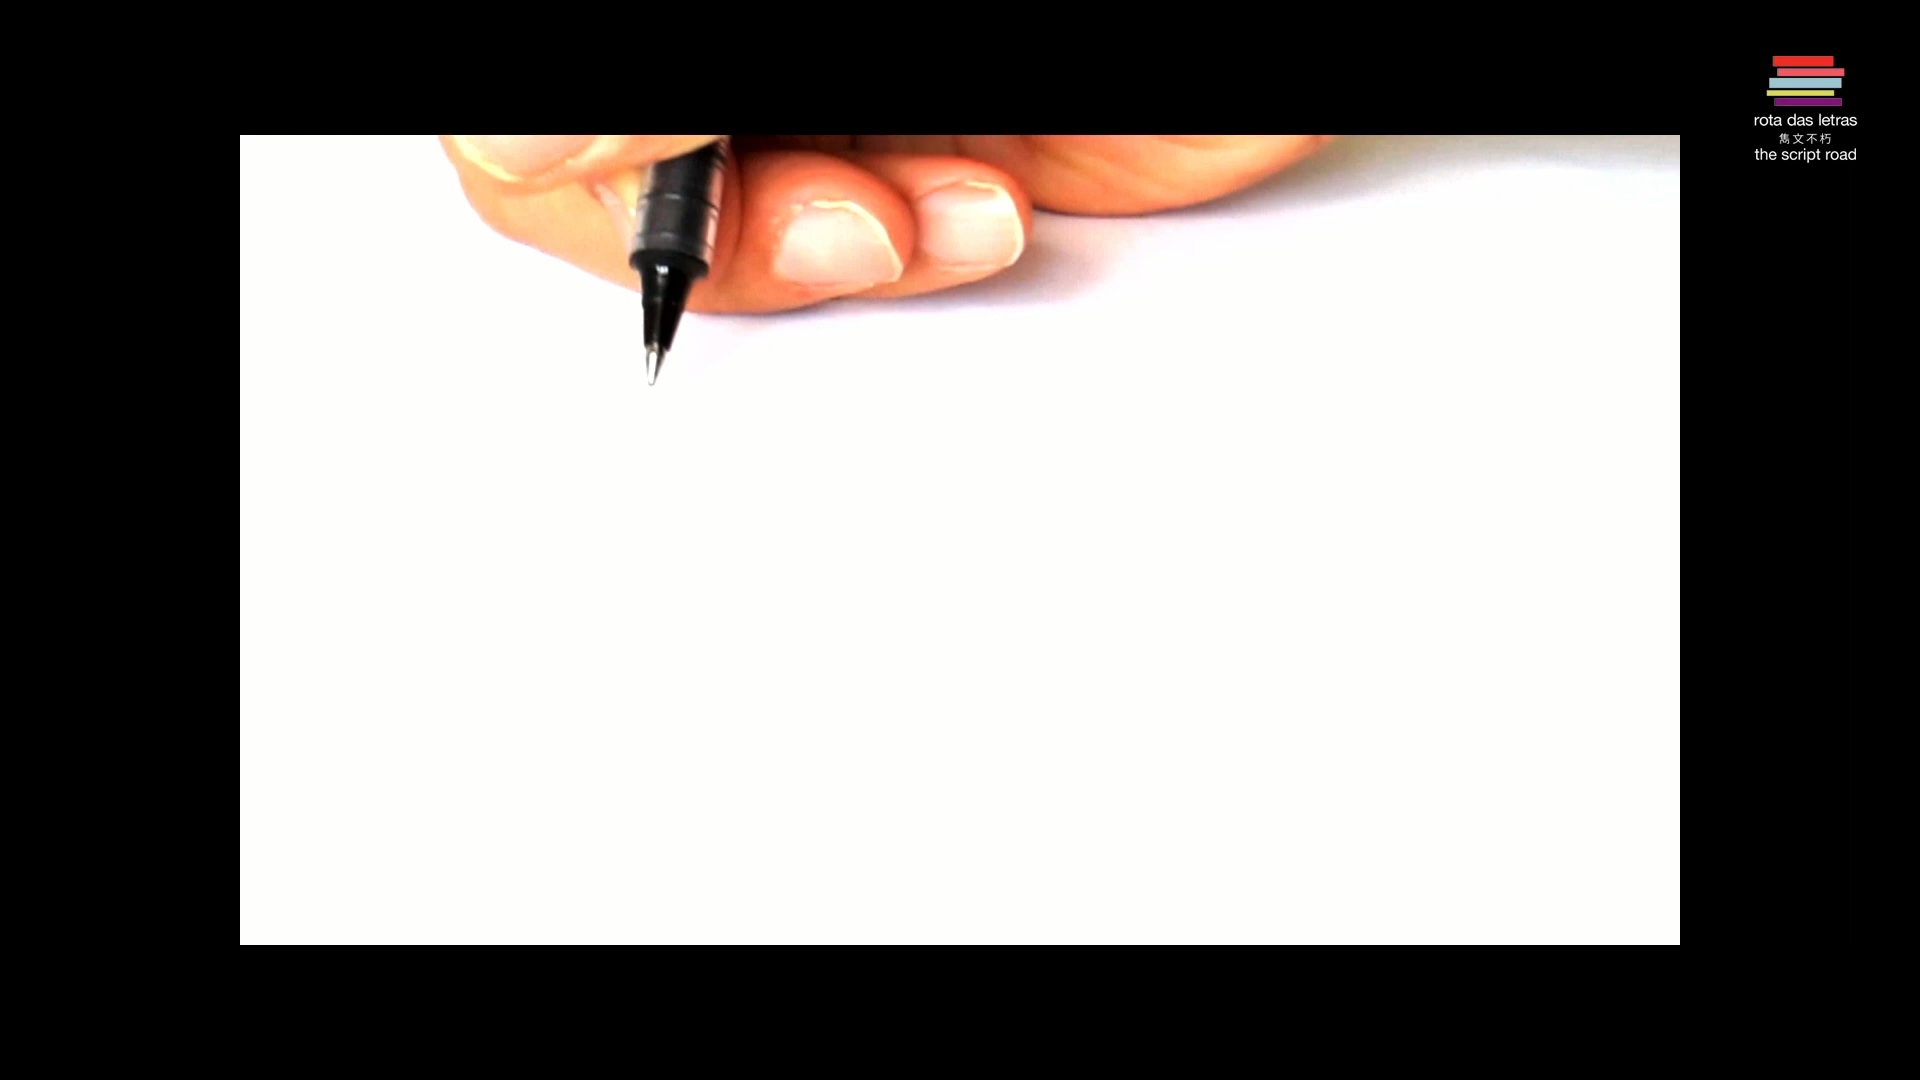 rota das letras
雋文不朽
the script road